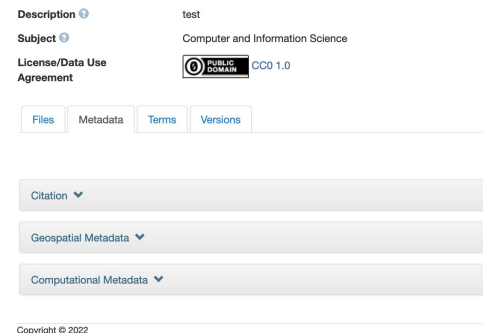 Description ? test
Subject ? Computer and Information Science
License/Data Use Agreement 0 PUBLIC DOMAIN CC0 1.0
Files Metadata Terms Versions
Citation
Geospatial Metadata
Computational Metadata
Copyright © 2022